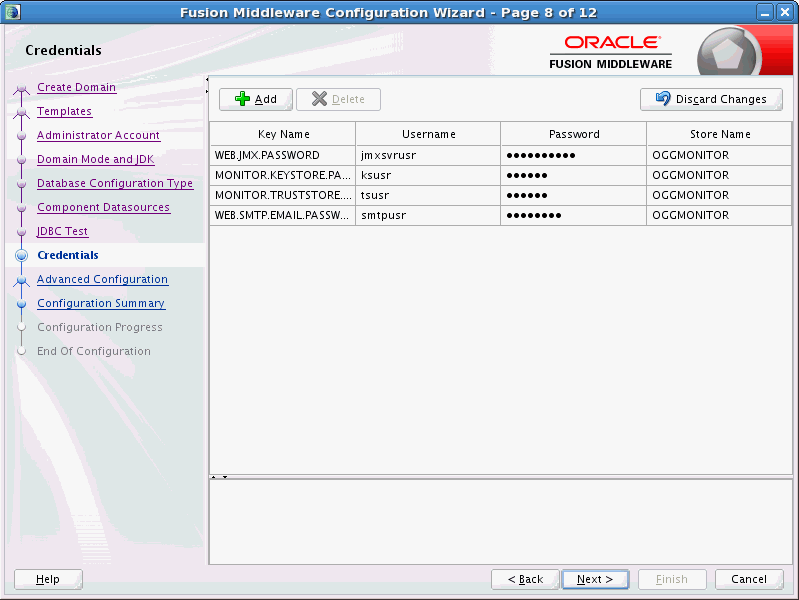 Fusion Middleware Configuration Wizard - Page 8 of 12
Credentials
ORACLE
FUSION MIDDLEWARE
Create Domain
Templates
Administrator Account
Domain Mode and JDK
Database Configuration Type
Component Datasources
JDBC Test
Credentials
Advanced Configuration
Configuration Summary
Configuration Progress
End Of Configuration
Add Delete Discard Changes
Key Name Username Password Store Name
WEB.JMX.PASSWORD jmxsvrusr ●●●●●●●●●● OGGMONITOR
MONITOR.KEYSTORE.PA... ksusr ●●●●●● OGGMONITOR
MONITOR.TRUSTSTORE.... tsusr ●●●●●● OGGMONITOR
WEB.SMTP.EMAIL.PASSW... smtpusr ●●●●●●●● OGGMONITOR
Help < Back Next > Finish Cancel